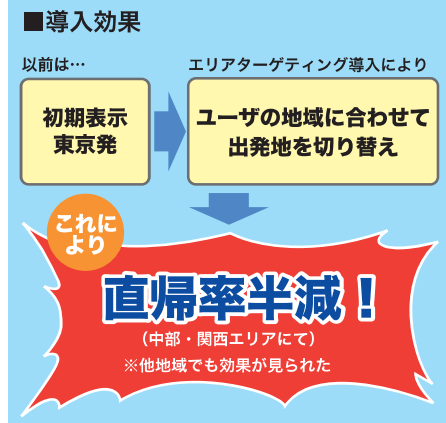 ■導入効果
以前は…
初期表示
東京発
エリアターゲティング導入により
ユーザの地域に合わせて
出発地を切り替え
これに
より
直帰率半減！
（中部・関西エリアにて）
※他地域でも効果が見られた